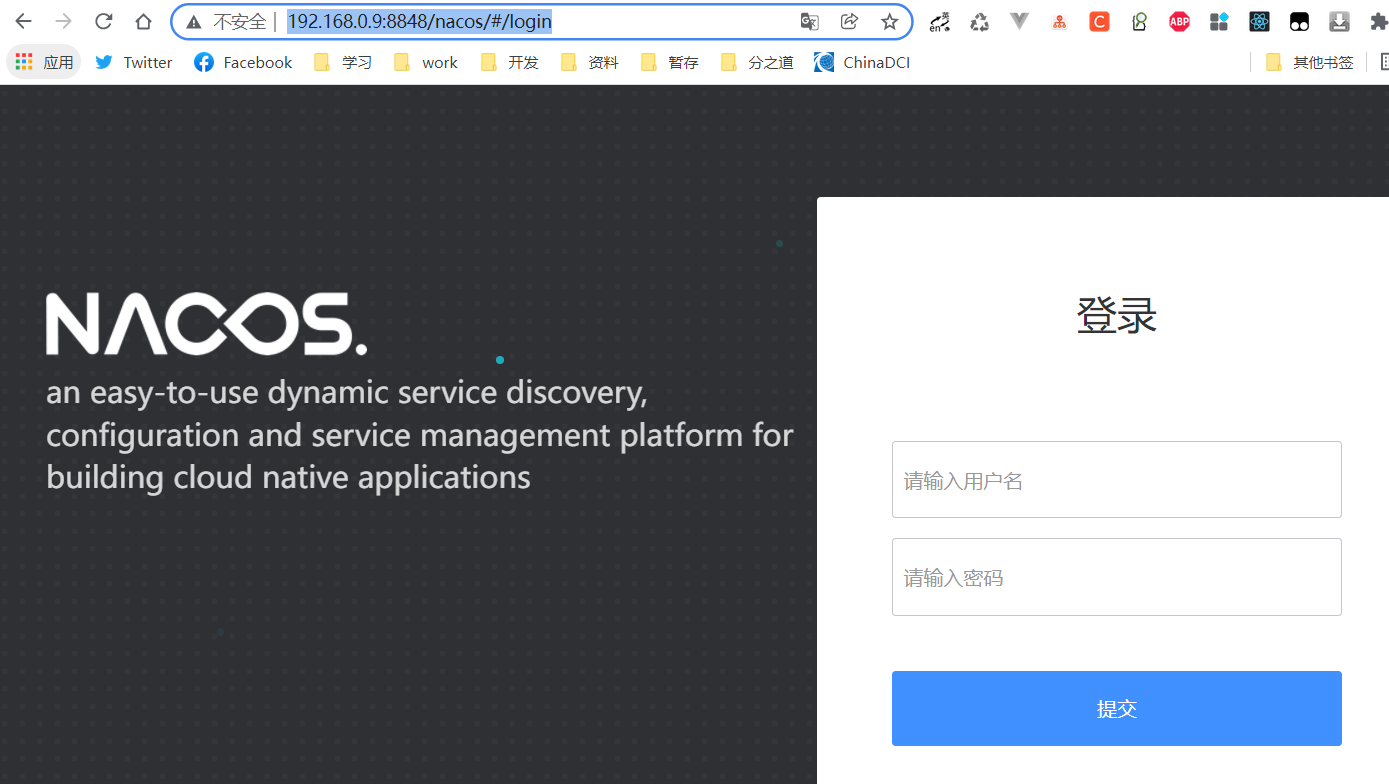 不安全 | 192.168.0.9:8848/nacos/#/login
应用 Twitter Facebook 学习 work 开发 资料 暂存 分之道 ChinaDCI 其他书签
NACOS.
an easy-to-use dynamic service discovery,
configuration and service management platform for
building cloud native applications
登录
请输入用户名
请输入密码
提交